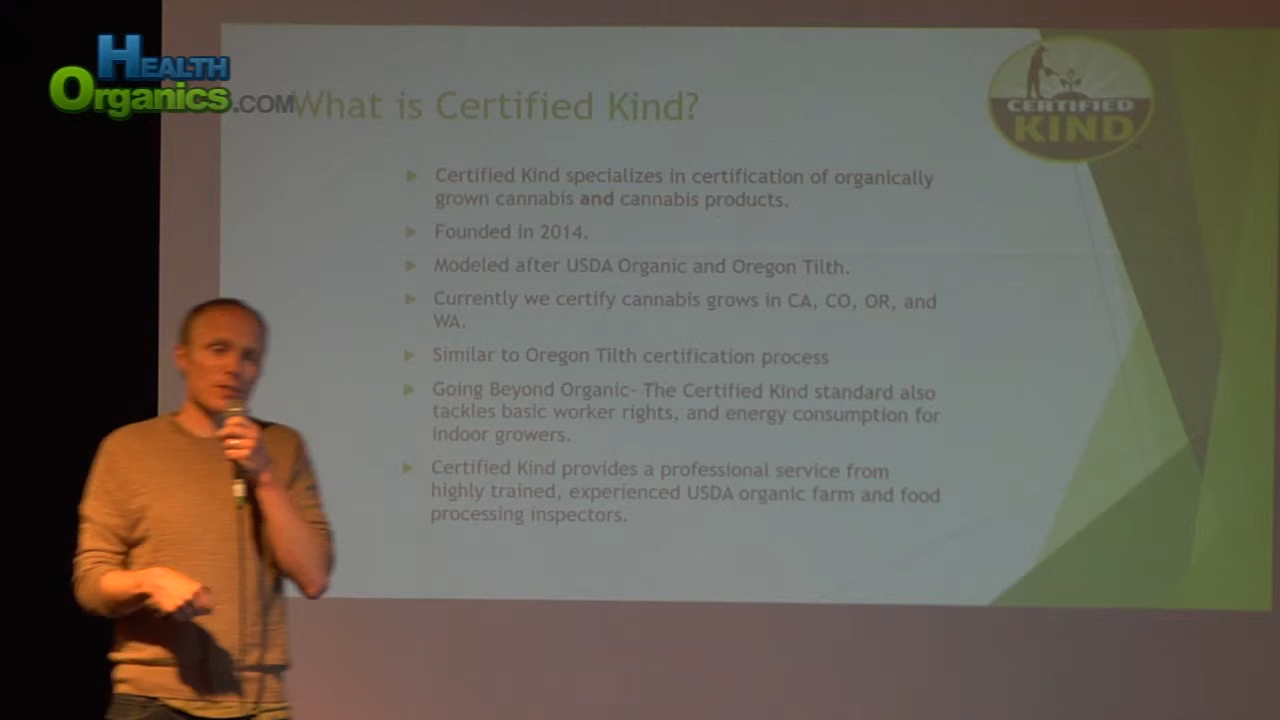 HEALTH
Organics.COM
What is Certified Kind?
CERTIFIED
KIND
Certified Kind specializes in certification of organically
grown cannabis and cannabis products.
Founded in 2014.
Modeled after USDA Organic and Oregon Tilth.
Currently we certify cannabis grows in CA, CO, OR, and
WA.
Similar to Oregon Tilth certification process
Going Beyond Organic- The Certified Kind standard also
tackles basic worker rights, and energy consumption for
indoor growers.
Certified Kind provides a professional service from
highly trained, experienced USDA organic farm and food
processing inspectors.